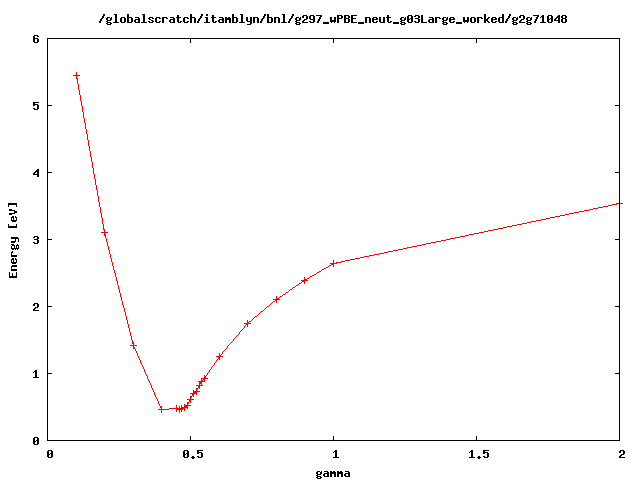 /globalscratch/itamblyn/bnl/g297_wPBE_neut_g03Large_worked/g2g71048
6
5
4
3
2
1
0
Energy [eV]
0 0.5 1 1.5 2
gamma